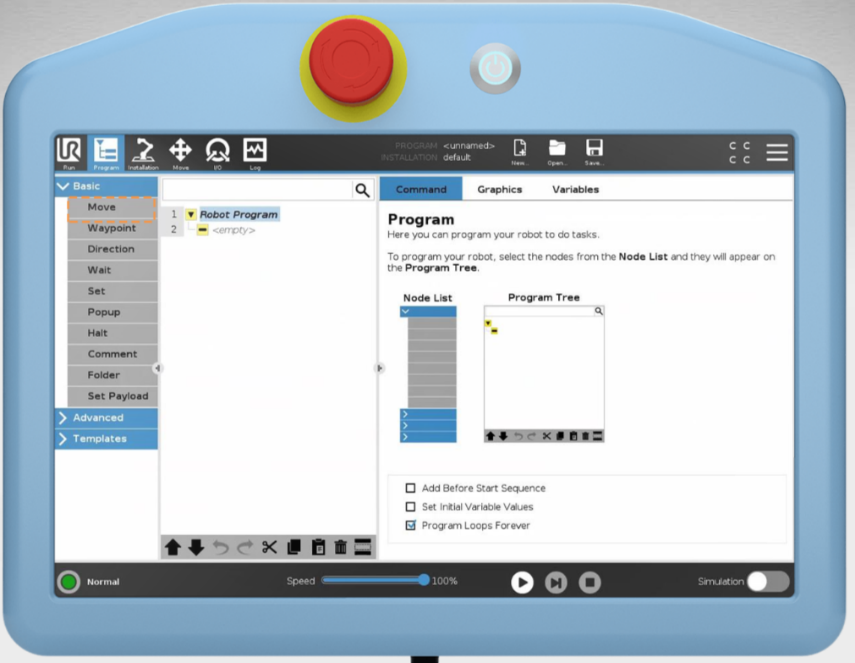 UR
Run
Program
Installation
Move
I/O
Log
PROGRAM <unnamed>
INSTALLATION default
New...
Open...
Save...
C C
C C
Basic
Move
Waypoint
Direction
Wait
Set
Popup
Halt
Comment
Folder
Set Payload
Advanced
Templates
1 Robot Program
2 <empty>
Command Graphics Variables
Program
Here you can program your robot to do tasks.
To program your robot, select the nodes from the Node List and they will appear on
the Program Tree.
Node List Program Tree
Add Before Start Sequence
Set Initial Variable Values
Program Loops Forever
Normal
Speed 100%
Simulation